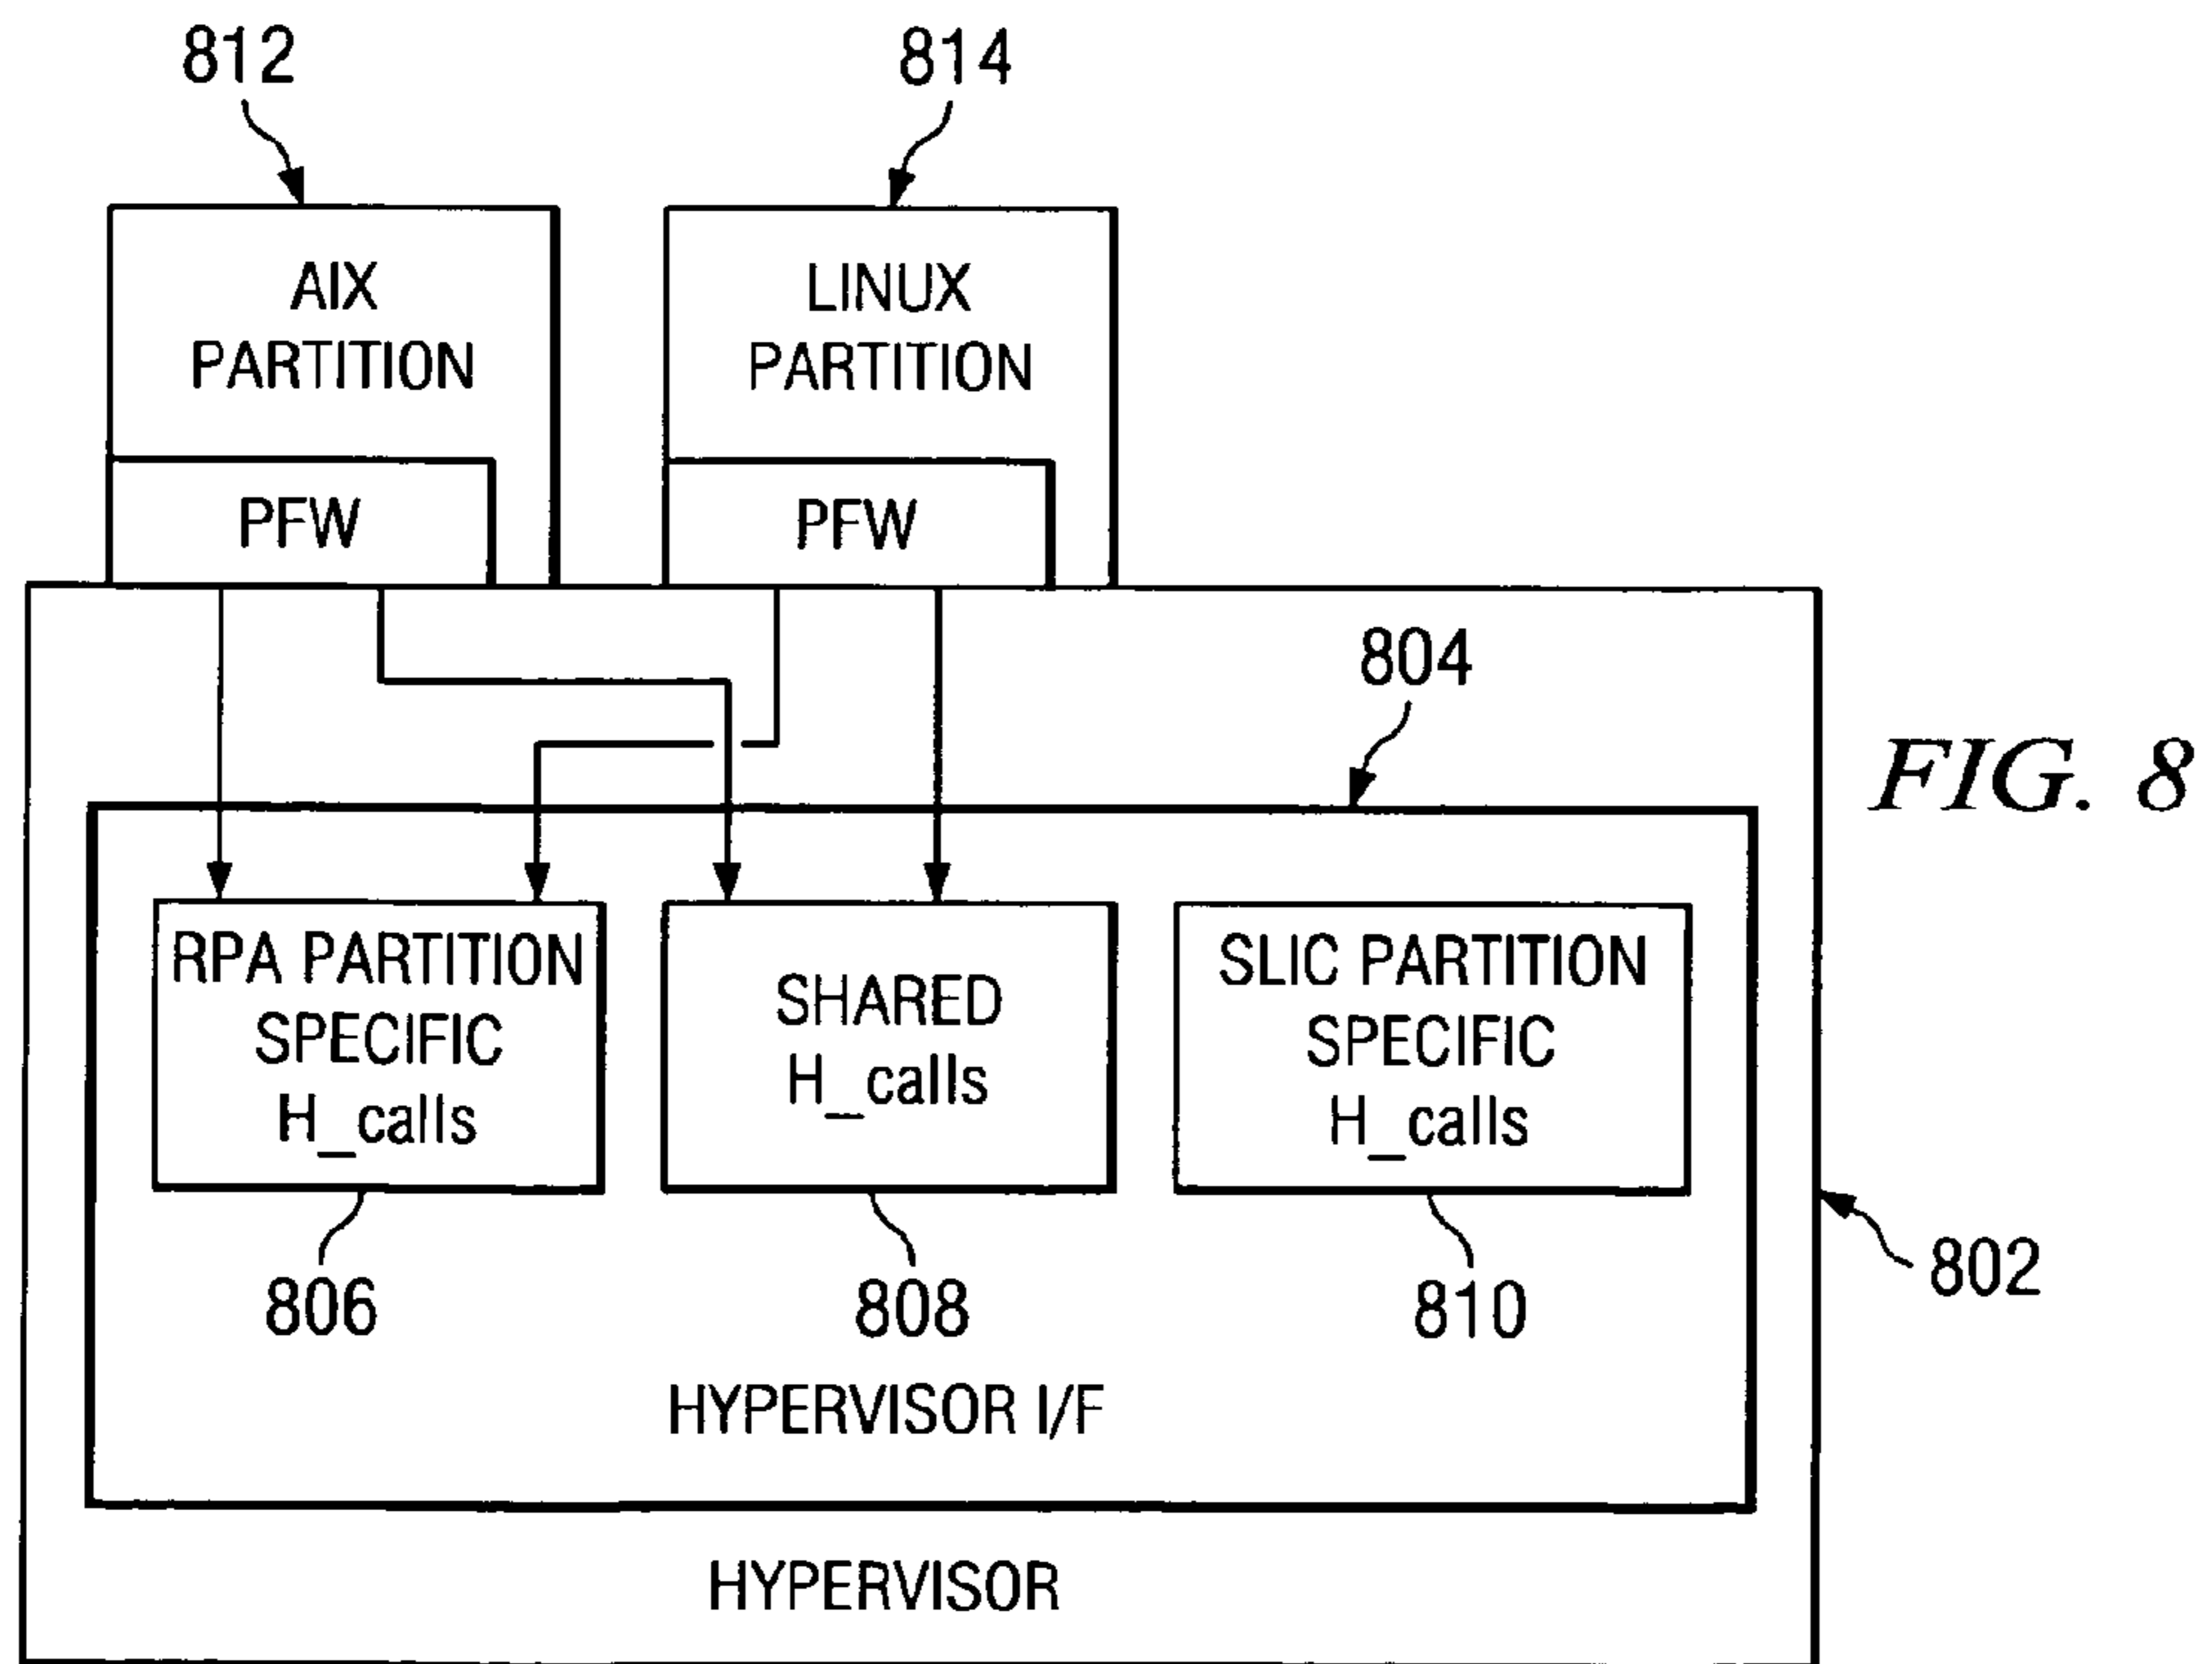 812
814
AIX
PARTITION
LINUX
PARTITION
PFW
PFW
804
FIG. 8
RPA PARTITION
SPECIFIC
H_calls
SHARED
H_calls
SLIC PARTITION
SPECIFIC
H_calls
806
808
810
802
HYPERVISOR I/F
HYPERVISOR